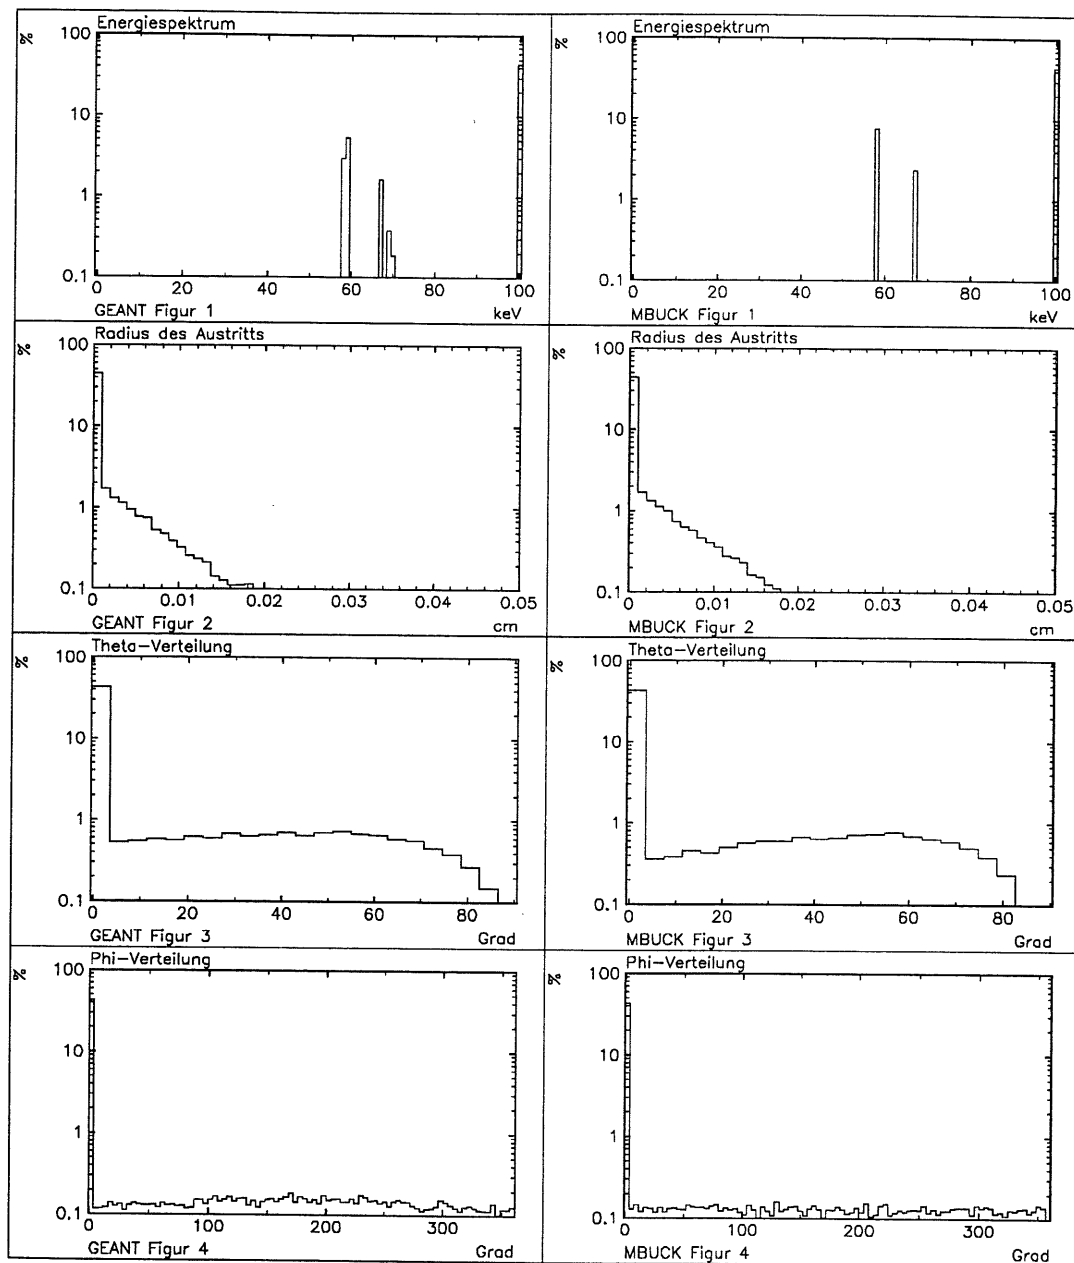 Energiespektrum
%
100
10
1
0.1
0 20 40 60 80 100
GEANT Figur 1 keV
Energiespektrum
%
100
10
1
0.1
0 20 40 60 80 100
MBUCK Figur 1 keV
Radius des Austritts
%
100
10
1
0.1
0 0.01 0.02 0.03 0.04 0.05
GEANT Figur 2 cm
Radius des Austritts
%
100
10
1
0.1
0 0.01 0.02 0.03 0.04 0.05
MBUCK Figur 2 cm
Theta-Verteilung
%
100
10
1
0.1
0 20 40 60 80
GEANT Figur 3 Grad
Theta-Verteilung
%
100
10
1
0.1
0 20 40 60 80
MBUCK Figur 3 Grad
Phi-Verteilung
%
100
10
1
0.1
0 100 200 300
GEANT Figur 4 Grad
Phi-Verteilung
%
100
10
1
0.1
0 100 200 300
MBUCK Figur 4 Grad